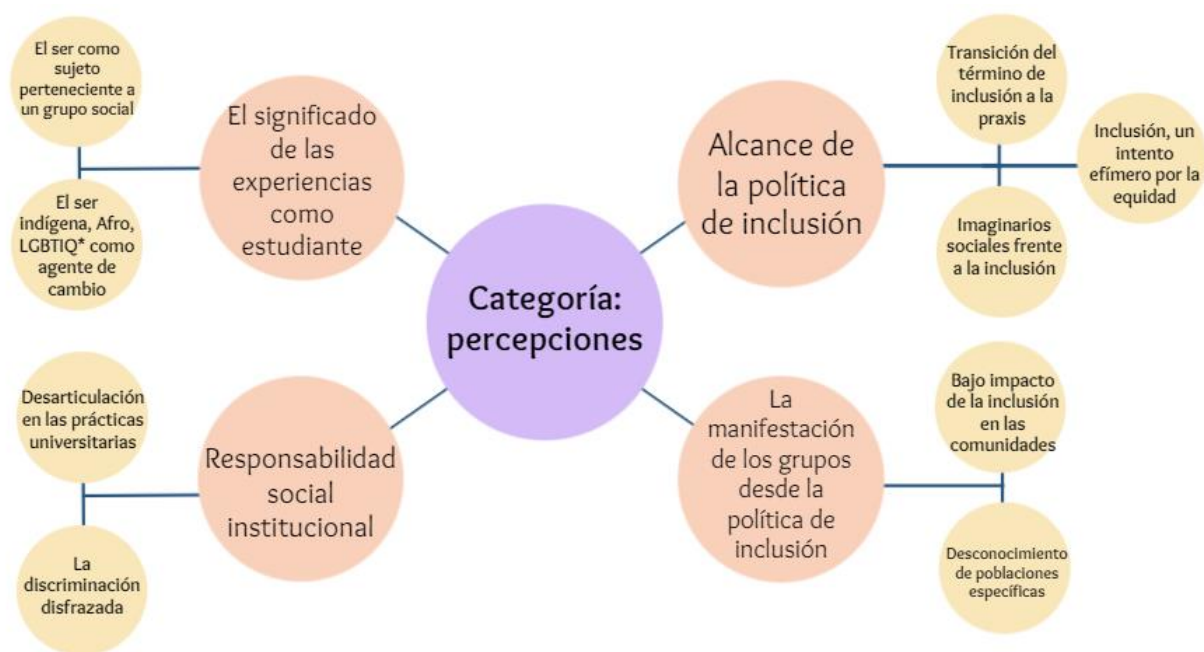 El ser como
sujeto
perteneciente a
un grupo social
El significado
de las
experiencias
como
estudiante
El ser
indígena, Afro,
LGBTIQ* como
agente de
cambio
Transición del
término de
inclusión a la
praxis
Alcance de
la política
de inclusión
Inclusión, un
intento
efímero por la
equidad
Imaginarios
sociales frente
a la inclusión
Categoría:
percepciones
Desarticulación
en las prácticas
universitarias
Responsabilidad
social
institucional
La
discriminación
disfrazada
La
manifestación
de los grupos
desde la
política de
inclusión
Bajo impacto
de la inclusión
en las
comunidades
Desconocimiento
de poblaciones
específicas